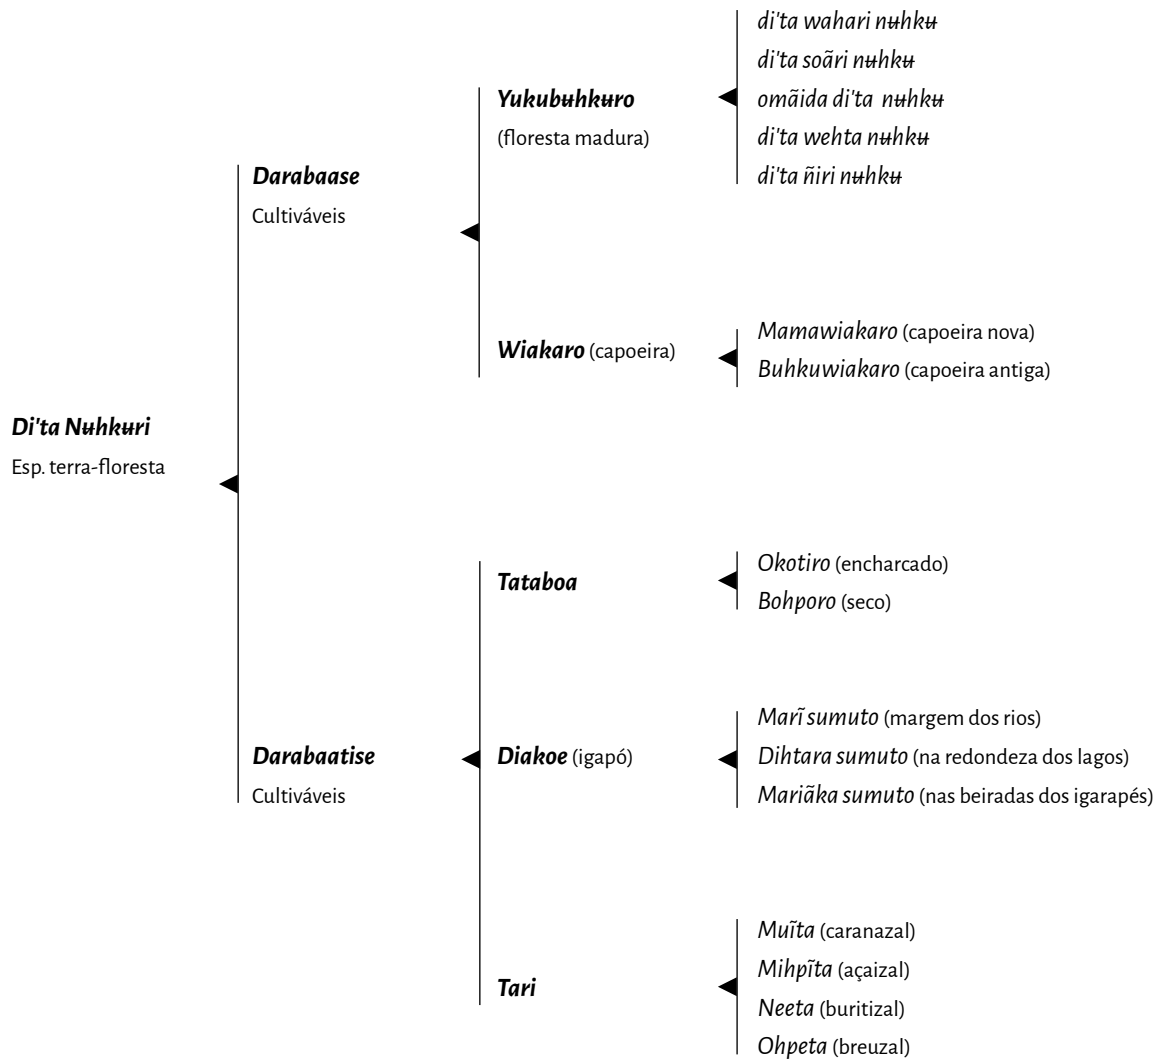 Di'ta Nʉhkʉri
Esp. terra-floresta
Darabaase
Cultiváveis
Yukubʉhkʉro
(floresta madura)
di'ta wahari nʉhkʉ
di'ta soãri nʉhkʉ
omãida di'ta nʉhkʉ
di'ta wehta nʉhkʉ
di'ta ñiri nʉhkʉ
Wiakaro (capoeira)
Mamawiakaro (capoeira nova)
Buhkuwiakaro (capoeira antiga)
Darabaatise
Cultiváveis
Tataboa
Okotiro (encharcado)
Bohporo (seco)
Diakoe (igapó)
Marĩ sumuto (margem dos rios)
Dihtara sumuto (na redondeza dos lagos)
Mariãka sumuto (nas beiradas dos igarapés)
Tari
Muĩta (caranazal)
Mihpĩta (açaizal)
Neeta (buritizal)
Ohpeta (breuzal)